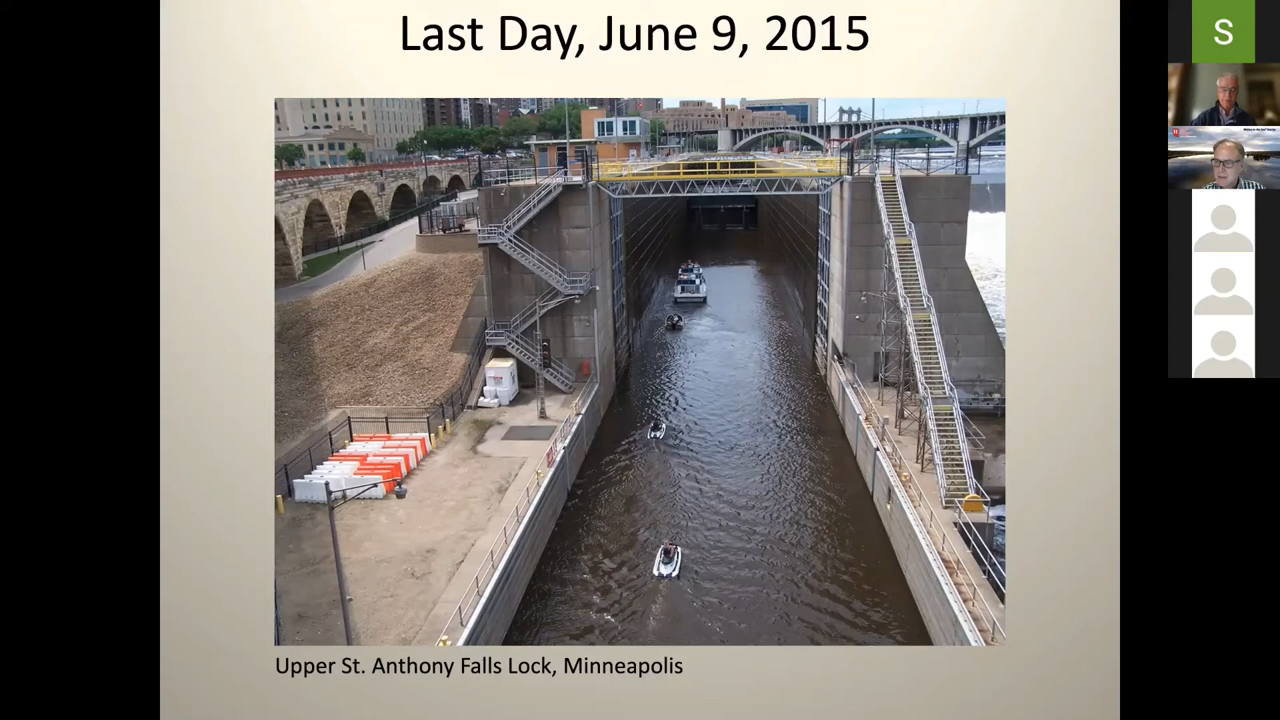 Last Day, June 9, 2015
S
Upper St. Anthony Falls Lock, Minneapolis